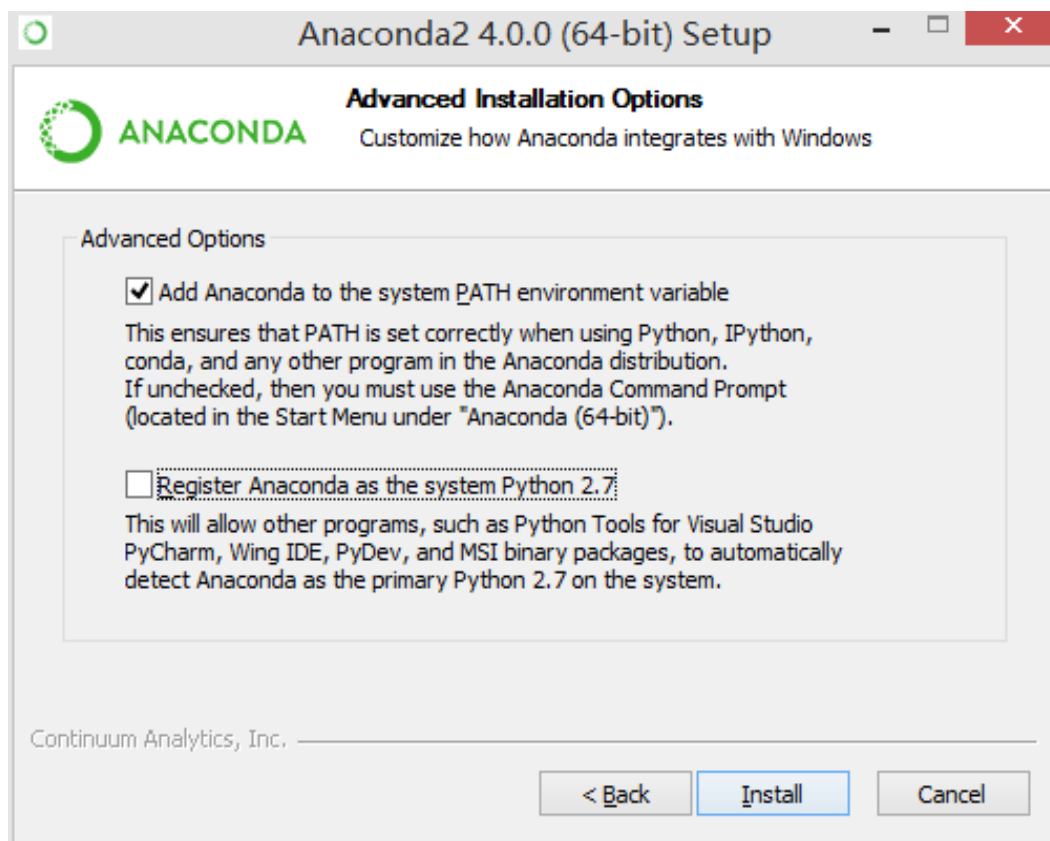 Anaconda2 4.0.0 (64-bit) Setup
ANACONDA
Advanced Installation Options
Customize how Anaconda integrates with Windows
Advanced Options
Add Anaconda to the system PATH environment variable
This ensures that PATH is set correctly when using Python, IPython,
conda, and any other program in the Anaconda distribution.
If unchecked, then you must use the Anaconda Command Prompt
(located in the Start Menu under "Anaconda (64-bit)").
Register Anaconda as the system Python 2.7
This will allow other programs, such as Python Tools for Visual Studio
PyCharm, Wing IDE, PyDev, and MSI binary packages, to automatically
detect Anaconda as the primary Python 2.7 on the system.
Continuum Analytics, Inc.
< Back
Install
Cancel